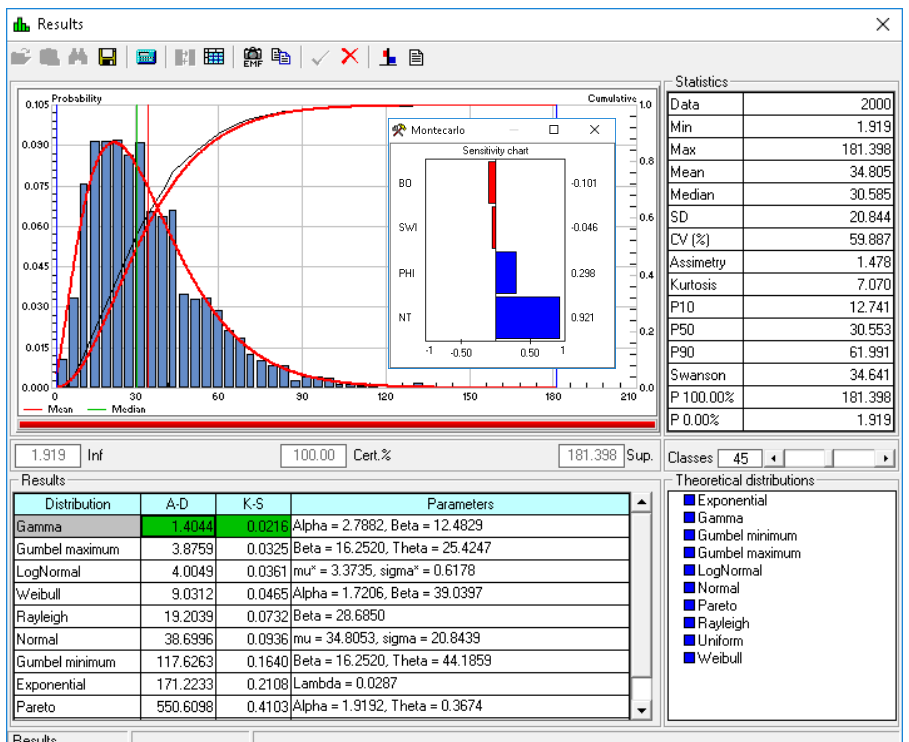 Results
EMF
Probability
Cumulative
0.105
0.030
0.075
0.060
0.045
0.030
0.015
0.000
1.0
0.8
0.6
0.4
0.2
0.0
0 30 60 90 120 150 180 210
Mean Median
Montecarlo
Sensitivity chart
BO -0.101
SWI -0.046
PHI 0.298
NT 0.921
-1 -0.50 0.50 1
Statistics
Data 2000
Min 1.919
Max 181.398
Mean 34.805
Median 30.585
SD 20.844
CV (%) 59.887
Assimetry 1.478
Kurtosis 7.070
P10 12.741
P50 30.553
P90 61.991
Swanson 34.641
P 100.00% 181.398
P 0.00% 1.919
1.919 Inf 100.00 Cert.% 181.398 Sup.
Classes 45
Results
Distribution A-D K-S Parameters
Gamma 1.4044 0.0216 Alpha = 2.7882, Beta = 12.4829
Gumbel maximum 3.8759 0.0325 Beta = 16.2520, Theta = 25.4247
LogNormal 4.0049 0.0361 mu* = 3.3735, sigma* = 0.6178
Weibull 9.0312 0.0465 Alpha = 1.7206, Beta = 39.0397
Rayleigh 19.2039 0.0732 Beta = 28.6850
Normal 38.6996 0.0936 mu = 34.8053, sigma = 20.8439
Gumbel minimum 117.6263 0.1640 Beta = 16.2520, Theta = 44.1859
Exponential 171.2233 0.2108 Lambda = 0.0287
Pareto 550.6098 0.4103 Alpha = 1.9192, Theta = 0.3674
Theoretical distributions
Exponential
Gamma
Gumbel minimum
Gumbel maximum
LogNormal
Normal
Pareto
Rayleigh
Uniform
Weibull
Results